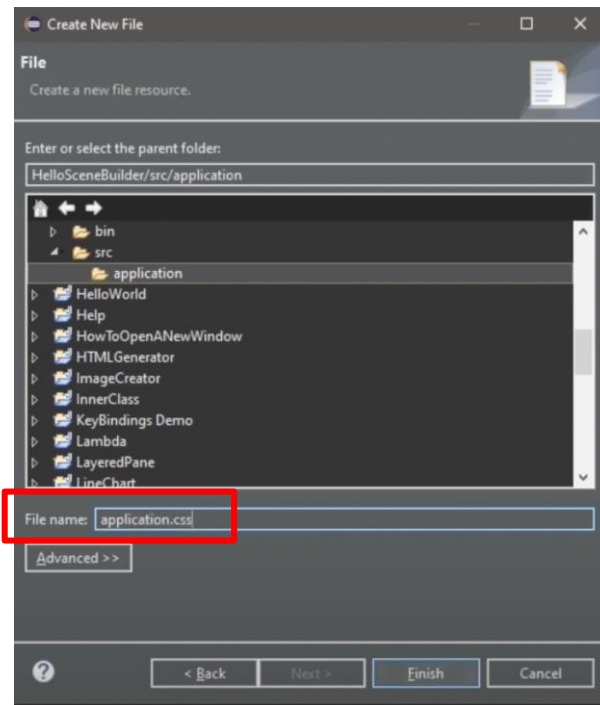 Create New File
File
Create a new file resource.
Enter or select the parent folder:
HelloSceneBuilder/src/application
bin
src
application
HelloWorld
Help
HowToOpenANewWindow
HTMLGenerator
ImageCreator
InnerClass
KeyBindings Demo
Lambda
LayeredPane
LineChart
File name: application.css
Advanced >>
? < Back Next > Finish Cancel